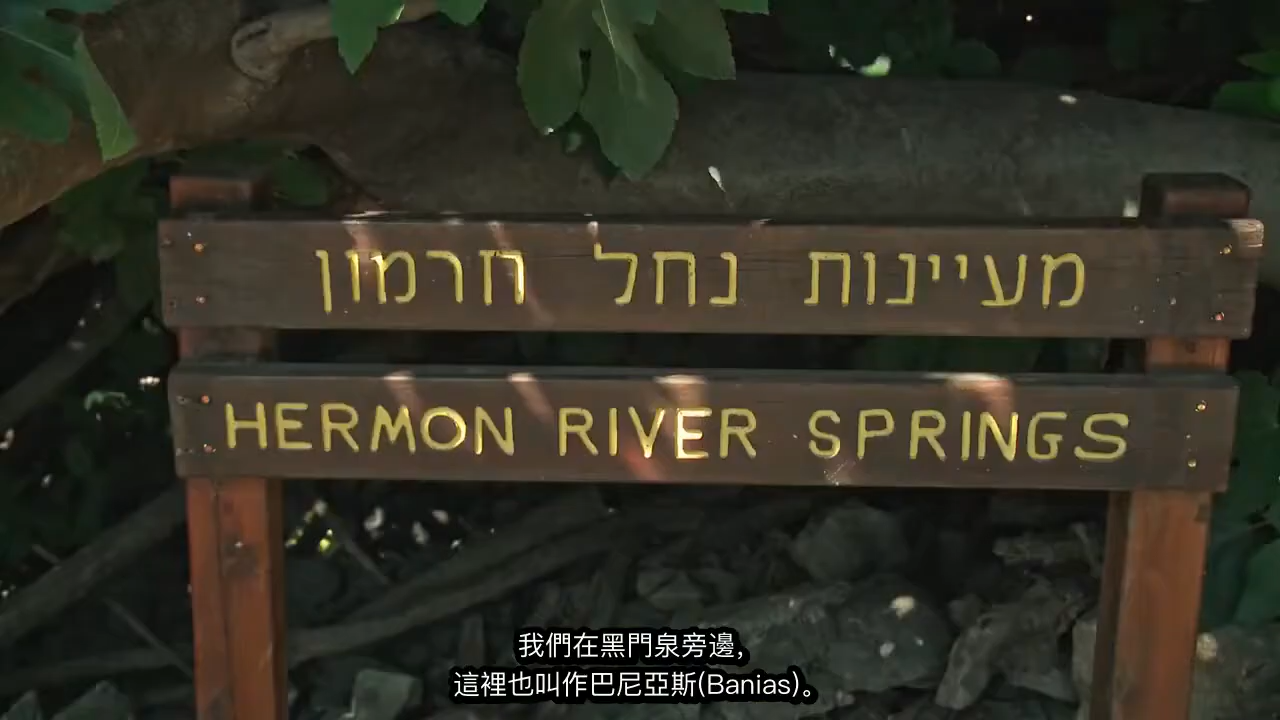 מעיינות נחל חרמון
HERMON RIVER SPRINGS
我們在黑門泉旁邊，
這裡也叫作巴尼亞斯(Banias)。